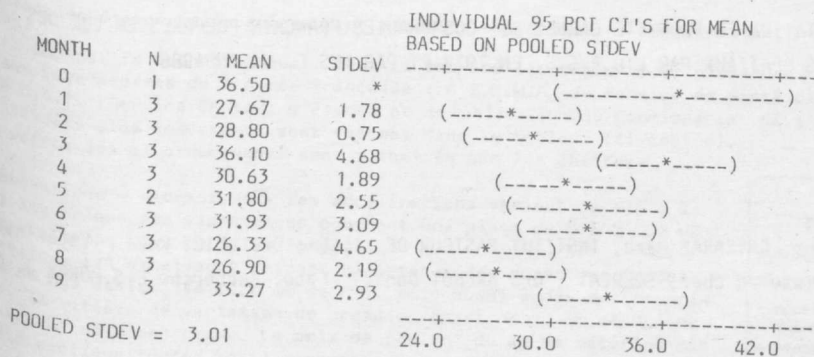 INDIVIDUAL 95 PCI CI'S FOR MEAN
BASED ON POOLED STDEV
MONTH N MEAN STDEV --+---------+---------+---------+--
0 36.50 * (----------*----------)
1 3 27.67 1.78 (------*-----)
2 3 28.80 0.75 (-----*-----)
3 3 36.10 4.68 (-----*-----)
4 3 30.63 1.89 (-----*-----)
5 2 31.80 2.55 (----*-------)
6 3 31.93 3.09 (-----*-----)
7 3 26.33 4.65 (-----*-----)
8 3 26.90 2.19 (-----*-----)
9 3 33.27 2.93 (-----*------)
--+---------+---------+---------+--
POOLED STDEV = 3.01 24.0 30.0 36.0 42.0